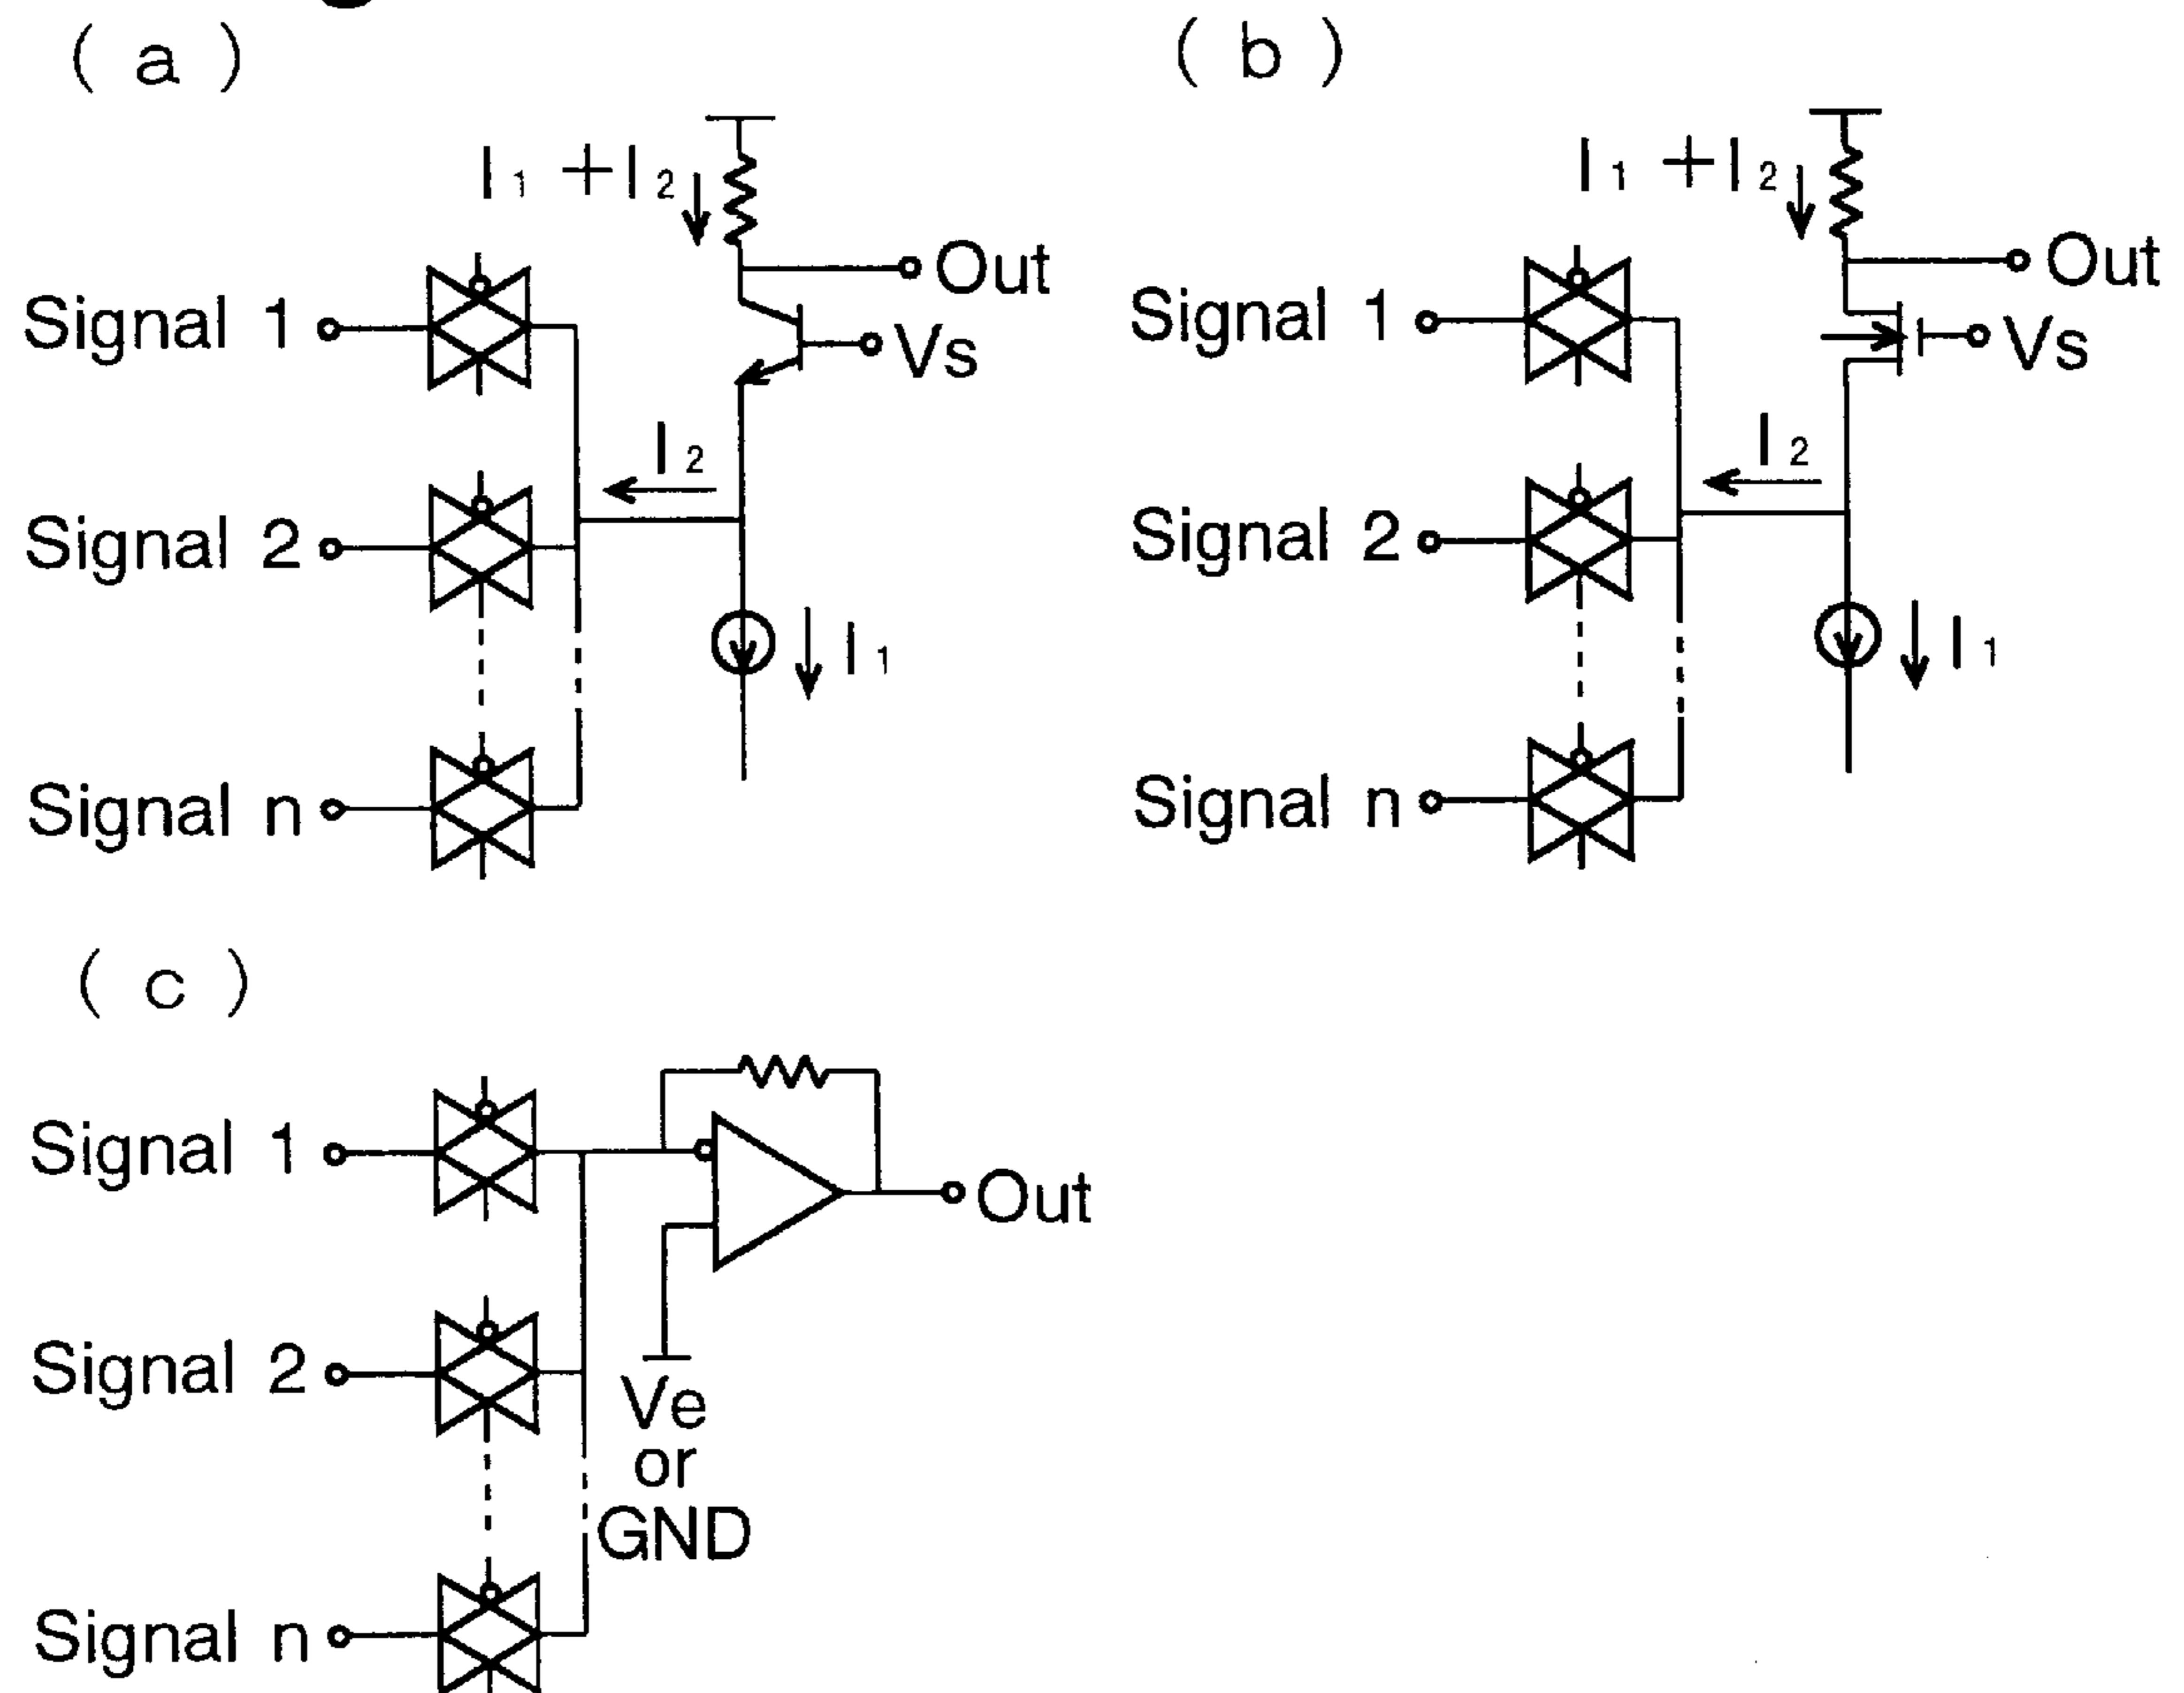 ( a )
I₁ +I₂
Out
Signal 1
Vs
I₂
Signal 2
I₁
Signal n
( b )
I₁ +I₂
Out
Signal 1
Vs
I₂
Signal 2
I₁
Signal n
( c )
Signal 1
Out
Signal 2
Ve
or
GND
Signal n